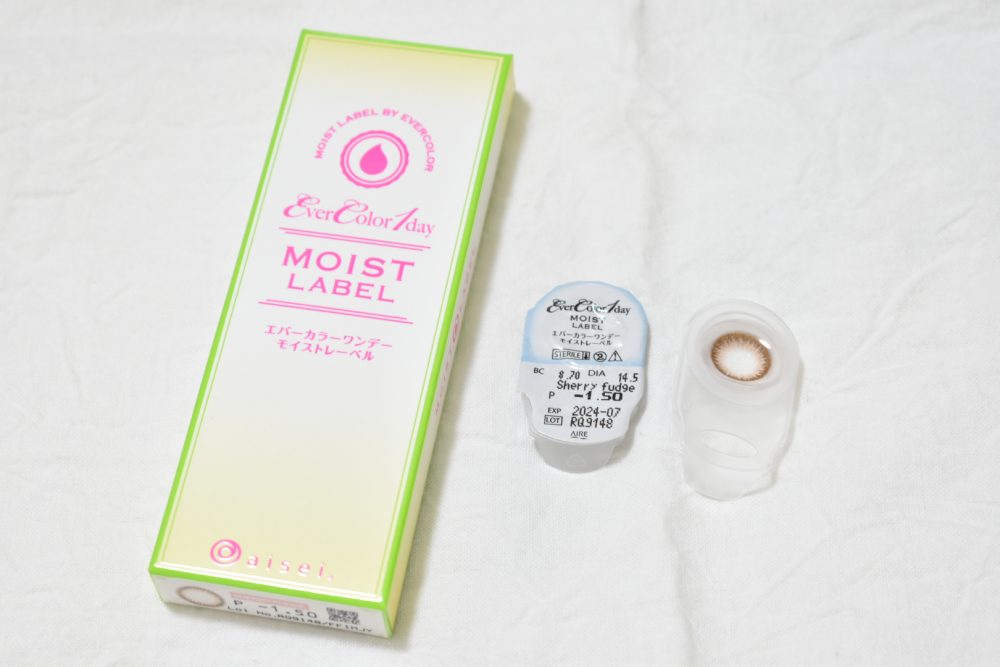 MOIST LABEL BY EVERCOLOR
EverColor1day
MOIST
LABEL
エバーカラーワンデー
モイストレーベル
aisei
P -1.50
LOT No.RQ9148/
EverColor1day
MOIST
LABEL
エバーカラーワンデー
モイストレーベル
STERILE
BC 8.70 DIA 14.5
Sherry fudge
P -1.50
EXP 2024-07
LOT RQ9148
AIRE